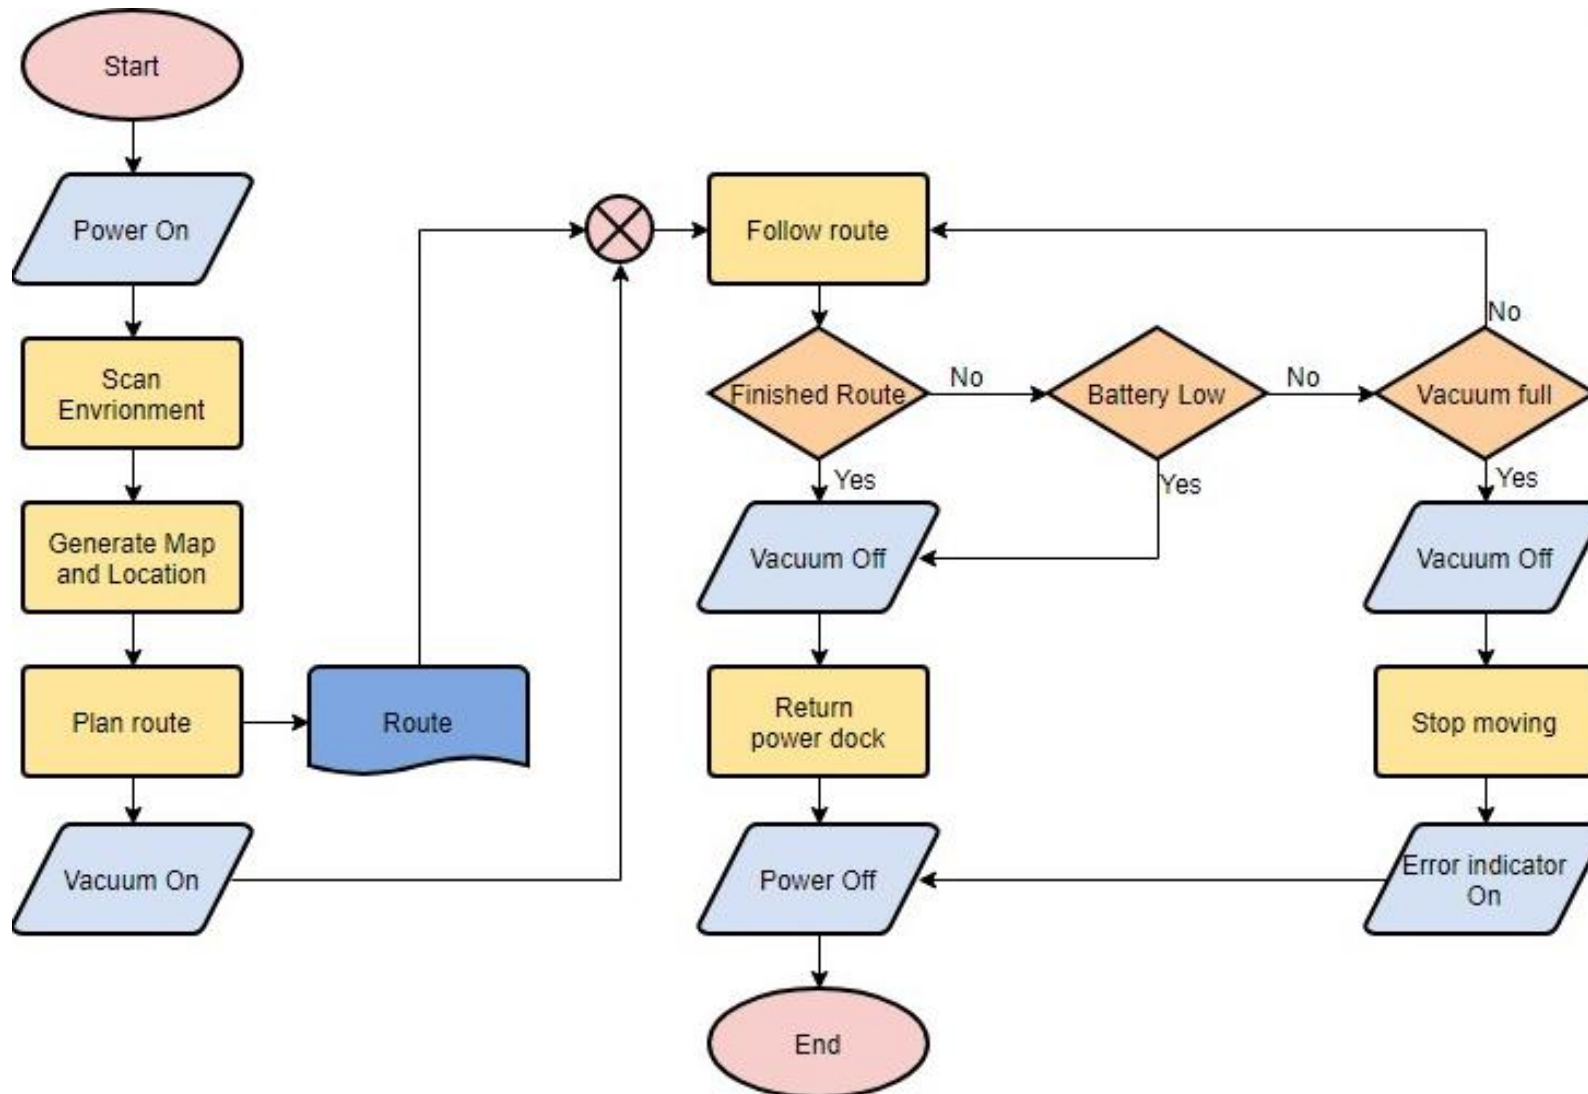 Start
Power On
Scan
Envrionment
Generate Map
and Location
Plan route
Route
Vacuum On
Follow route
Finished Route
No
Battery Low
No
Vacuum full
No
Yes
Yes
Yes
Vacuum Off
Vacuum Off
Return
power dock
Stop moving
Power Off
Error indicator
On
End